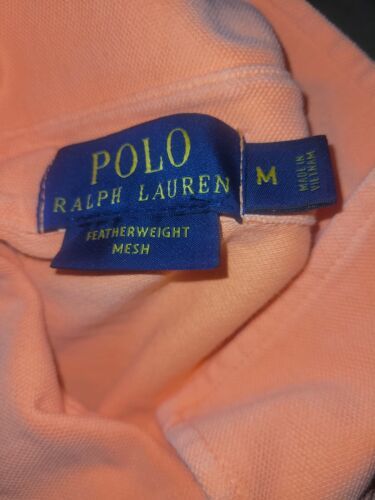 POLO
RALPH LAUREN
M
MADE IN
VIETNAM
FEATHERWEIGHT
MESH